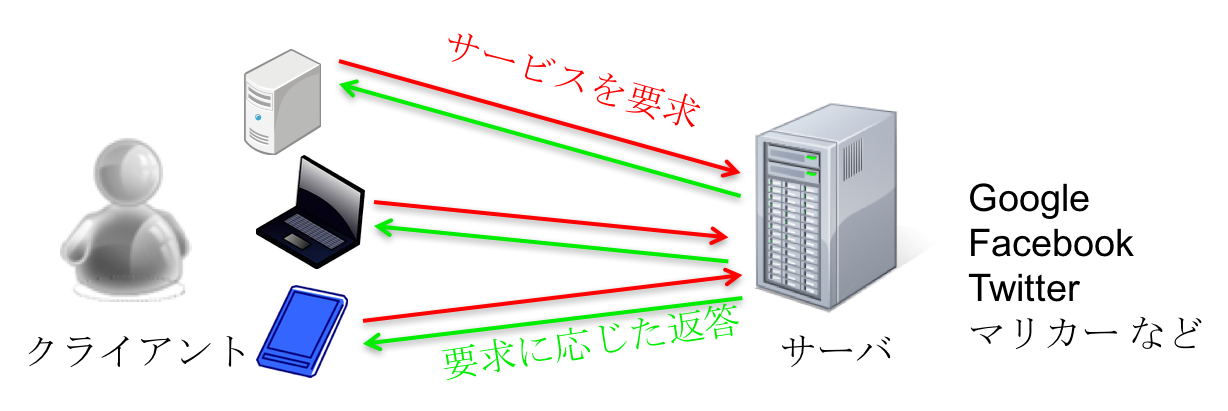 サービスを要求
Google
Facebook
Twitter
マリカー など
クライアント
要求に応じた返答
サーバ